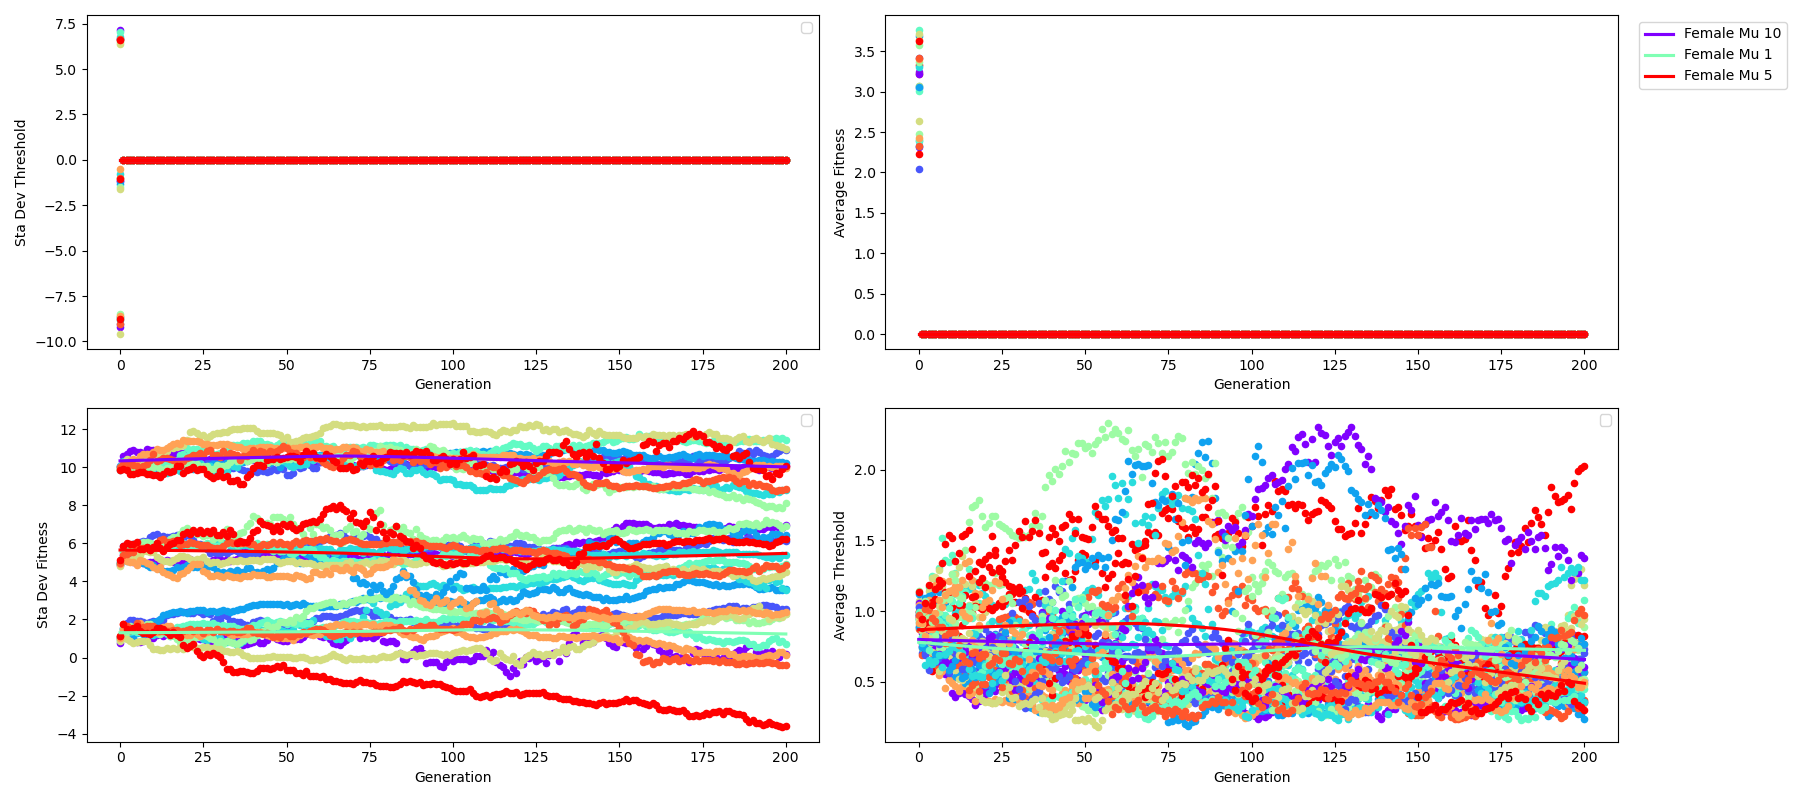 7.5
5.0
2.5
0.0
−2.5
−5.0
−7.5
−10.0
Sta Dev Threshold
0 25 50 75 100 125 150 175 200
Generation
3.5
3.0
2.5
2.0
1.5
1.0
0.5
0.0
Average Fitness
0 25 50 75 100 125 150 175 200
Generation
Female Mu 10
Female Mu 1
Female Mu 5
12
10
8
6
4
2
0
−2
−4
Sta Dev Fitness
0 25 50 75 100 125 150 175 200
Generation
2.0
1.5
1.0
0.5
Average Threshold
0 25 50 75 100 125 150 175 200
Generation